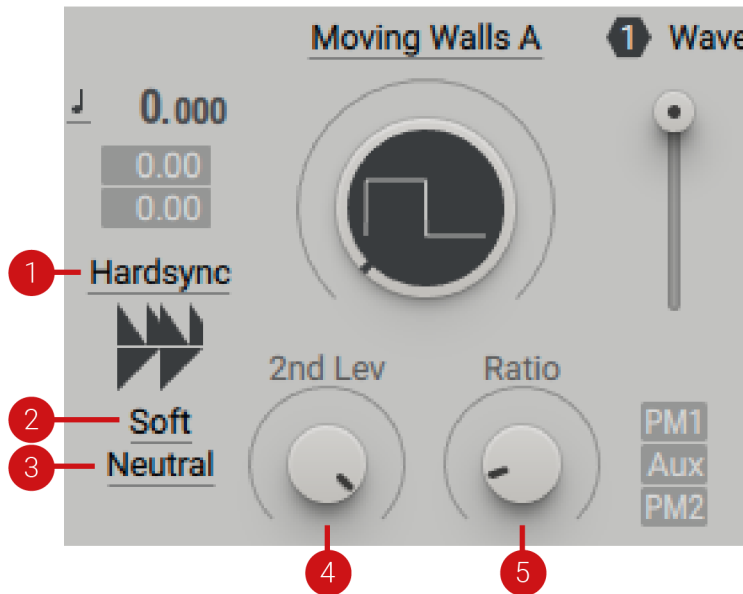 Moving Walls A
1 Wave
0.000
0.00
0.00
1 Hardsync
2nd Lev Ratio
2 Soft
3 Neutral
PM1
Aux
PM2
4 5